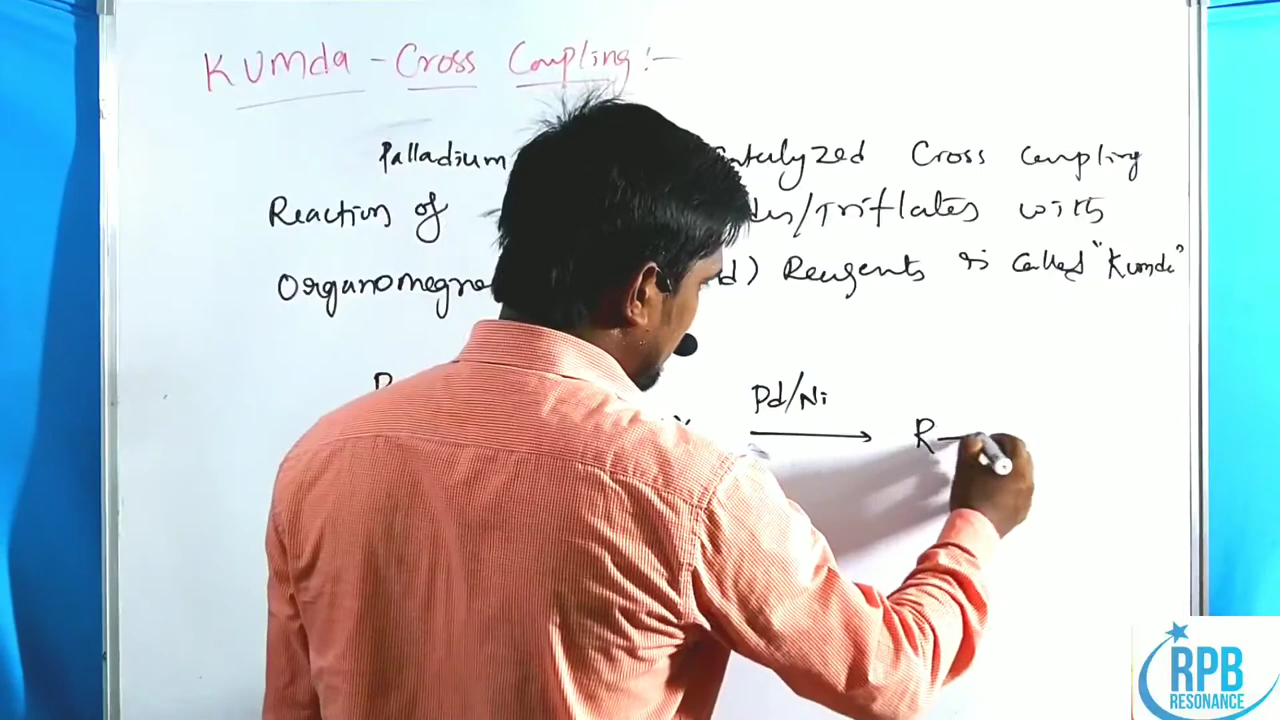 Kumda - Cross Coupling :-
Palladium Catalyzed Cross Coupling
Reaction of /Triflates with
Reagents is called "Kumda"
Pd/Ni
R—
RPB
RESONANCE